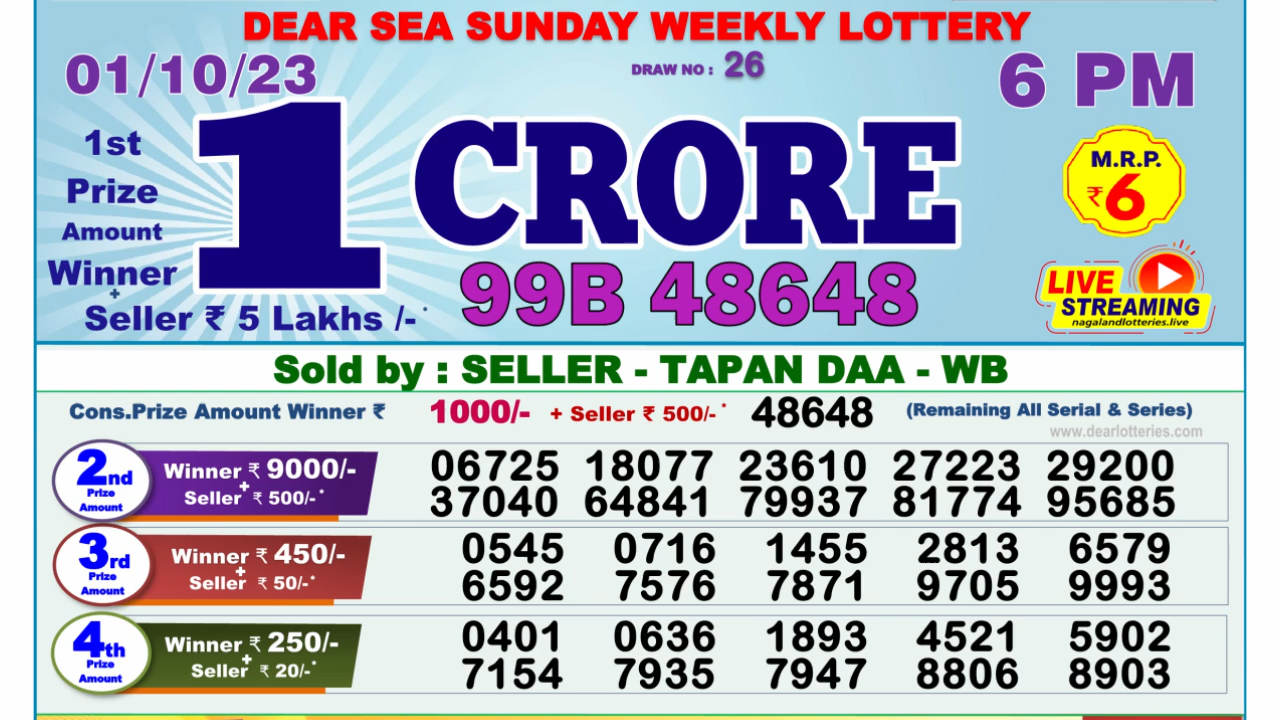 DEAR SEA SUNDAY WEEKLY LOTTERY
01/10/23
DRAW NO : 26
6 PM
1st
Prize
Amount
Winner
+
Seller ₹ 5 Lakhs /-*
1 CRORE
99B 48648
M.R.P.
₹6
LIVE
STREAMING
nagalandlotteries.live
Sold by : SELLER - TAPAN DAA - WB
Cons.Prize Amount Winner ₹ 1000/- + Seller ₹ 500/-* 48648 (Remaining All Serial & Series)
www.dearlotteries.com
2nd
Prize
Amount
Winner ₹ 9000/-
+
Seller ₹ 500/-*
06725 18077 23610 27223 29200
37040 64841 79937 81774 95685
3rd
Prize
Amount
Winner ₹ 450/-
+
Seller ₹ 50/-*
0545 0716 1455 2813 6579
6592 7576 7871 9705 9993
4th
Prize
Amount
Winner ₹ 250/-
+
Seller ₹ 20/-*
0401 0636 1893 4521 5902
7154 7935 7947 8806 8903